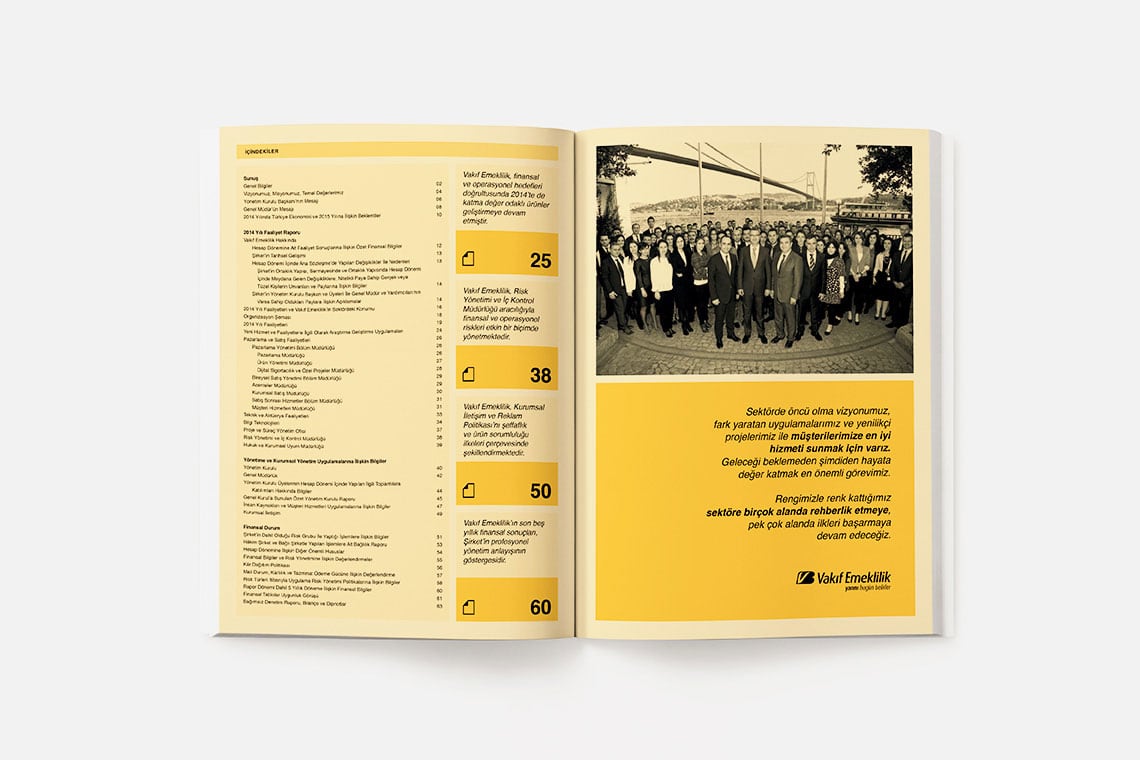 İÇİNDEKİLER
Sunuş
Genel Bilgiler 02
Vizyonumuz, Misyonumuz, Temel Değerlerimiz 04
Yönetim Kurulu Başkanı'nın Mesajı 06
Genel Müdür'ün Mesajı 08
2014 Yılında Türkiye Ekonomisi ve 2015 Yılına İlişkin Beklentiler 10
2014 Yılı Faaliyet Raporu
Vakıf Emeklilik Hakkında
Hesap Dönemine Ait Faaliyet Sonuçlarına İlişkin Özet Finansal Bilgiler 12
Şirket'in Tarihsel Gelişimi 13
Hesap Dönemi İçinde Ana Sözleşme'de Yapılan Değişiklikler İle Nedenleri 13
Şirket'in Ortaklık Yapısı, Sermayesinde ve Ortaklık Yapısında Hesap Dönemi
İçinde Meydana Gelen Değişikliklere, Nitelikli Paya Sahip Gerçek veya
Tüzel Kişilerin Unvanları ve Paylarına İlişkin Bilgiler 14
Şirket'in Yönetim Kurulu Başkan ve Üyeleri İle Genel Müdür ve Yardımcıları'nın
Varsa Sahip Oldukları Paylara İlişkin Açıklamalar 14
2014 Yılı Faaliyetleri ve Vakıf Emeklilik'in Sektördeki Konumu 16
Organizasyon Şeması 18
2014 Yılı Faaliyetleri 19
Yeni Hizmet ve Faaliyetlerle İlgili Olarak Araştırma Geliştirme Uygulamaları 24
Pazarlama ve Satış Faaliyetleri 25
Pazarlama Yönetimi Bölüm Müdürlüğü 26
Pazarlama Müdürlüğü 26
Ürün Yönetimi Müdürlüğü 27
Dijital Sigortacılık ve Özel Projeler Müdürlüğü 28
Bireysel Satış Yönetimi Bölüm Müdürlüğü 29
Acenteler Müdürlüğü 29
Kurumsal Satış Müdürlüğü 30
Satış Sonrası Hizmetler Bölüm Müdürlüğü 31
Müşteri Hizmetleri Müdürlüğü 31
Teknik ve Aktüerya Faaliyetleri 33
Bilgi Teknolojileri 34
Proje ve Süreç Yönetim Ofisi 37
Risk Yönetimi ve İç Kontrol Müdürlüğü 38
Hukuk ve Kurumsal Uyum Müdürlüğü 39
Yönetime ve Kurumsal Yönetim Uygulamalarına İlişkin Bilgiler
Yönetim Kurulu 40
Genel Müdürlük 42
Yönetim Kurulu Üyelerinin Hesap Dönemi İçinde Yapılan İlgili Toplantılara
Katılımları Hakkında Bilgiler 44
Genel Kurul'a Sunulan Özet Yönetim Kurulu Raporu 45
İnsan Kaynakları ve Müşteri Hizmetleri Uygulamalarına İlişkin Bilgiler 47
Kurumsal İletişim 49
Finansal Durum
Şirket'in Dahil Olduğu Risk Grubu İle Yaptığı İşlemlere İlişkin Bilgiler 51
Hâkim Şirket ve Bağlı Şirketle Yapılan İşlemlere Ait Bağlılık Raporu 53
Hesap Dönemine İlişkin Diğer Önemli Hususlar 54
Finansal Bilgiler ve Risk Yönetimine İlişkin Değerlendirmeler 55
Kâr Dağıtım Politikası 56
Mali Durum, Karlılık ve Tazminat Ödeme Gücüne İlişkin Değerlendirme 57
Risk Türleri İtibarıyla Uygulanan Risk Yönetimi Politikalarına İlişkin Bilgiler 58
Rapor Dönemi Dahil 5 Yıllık Döneme İlişkin Finansal Bilgiler 60
Finansal Tablolar Uygunluk Görüşü 61
Bağımsız Denetim Raporu, Bilanço ve Dipnotlar 63
Vakıf Emeklilik, finansal
ve operasyonel hedefleri
doğrultusunda 2014'te de
katma değer odaklı ürünler
geliştirmeye devam
etmiştir.
25
Vakıf Emeklilik, Risk
Yönetimi ve İç Kontrol
Müdürlüğü aracılığıyla
finansal ve operasyonel
riskleri etkin bir biçimde
yönetmektedir.
38
Vakıf Emeklilik, Kurumsal
İletişim ve Reklam
Politikası'nı şeffaflık
ve ürün sorumluluğu
ilkeleri çerçevesinde
şekillendirmektedir.
50
Vakıf Emeklilik'in son beş
yıllık finansal sonuçları,
Şirket'in profesyonel
yönetim anlayışının
göstergesidir.
60
Sektörde öncü olma vizyonumuz,
fark yaratan uygulamalarımız ve yenilikçi
projelerimiz ile müşterilerimize en iyi
hizmeti sunmak için varız.
Geleceği beklemeden şimdiden hayata
değer katmak en önemli görevimiz.
Rengimizle renk kattığımız
sektöre birçok alanda rehberlik etmeye,
pek çok alanda ilkleri başarmaya
devam edeceğiz.
Vakıf Emeklilik
yarını bugün belirler